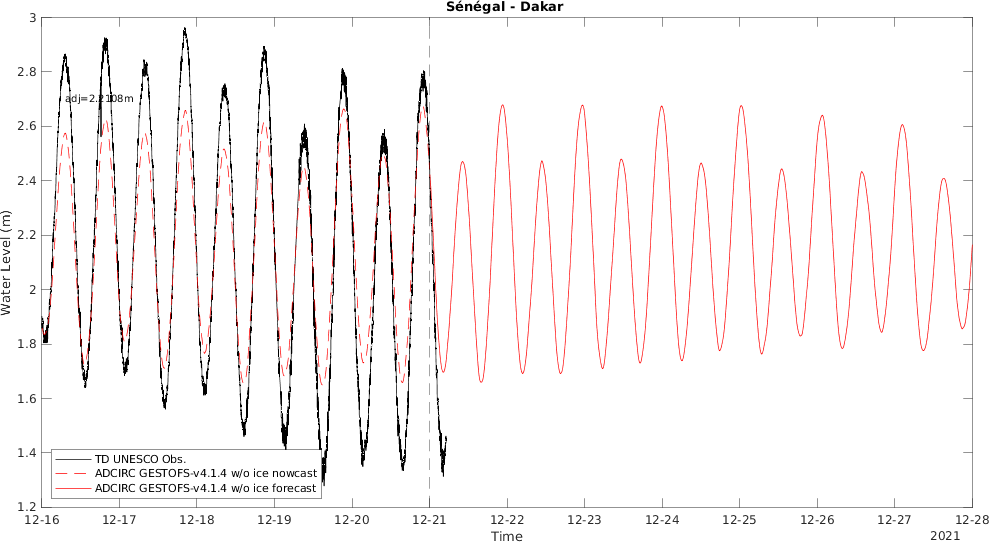 Sénégal - Dakar
3
2.8
2.6
2.4
2.2
2
1.8
1.6
1.4
1.2
Water Level (m)
adj=2.2108m
TD UNESCO Obs.
ADCIRC GESTOFS-v4.1.4 w/o ice nowcast
ADCIRC GESTOFS-v4.1.4 w/o ice forecast
12-16 12-17 12-18 12-19 12-20 12-21 12-22 12-23 12-24 12-25 12-26 12-27 12-28
Time
2021